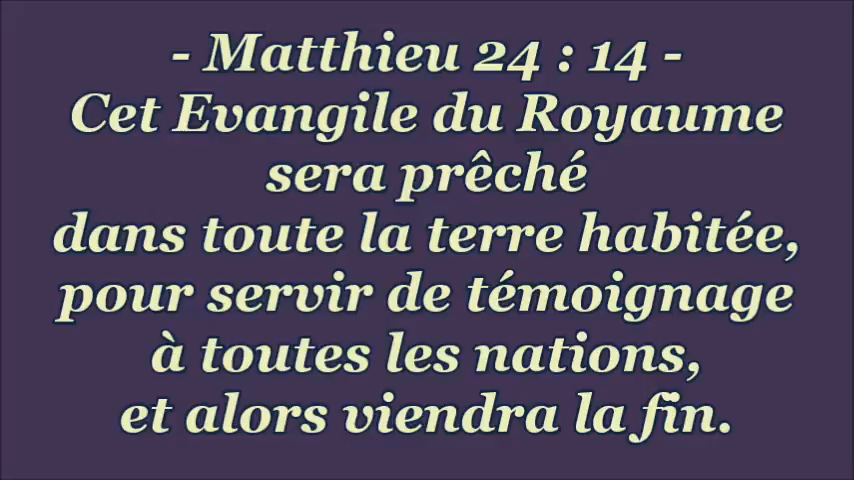 - Matthieu 24 : 14 -
Cet Evangile du Royaume
sera prêché
dans toute la terre habitée,
pour servir de témoignage
à toutes les nations,
et alors viendra la fin.